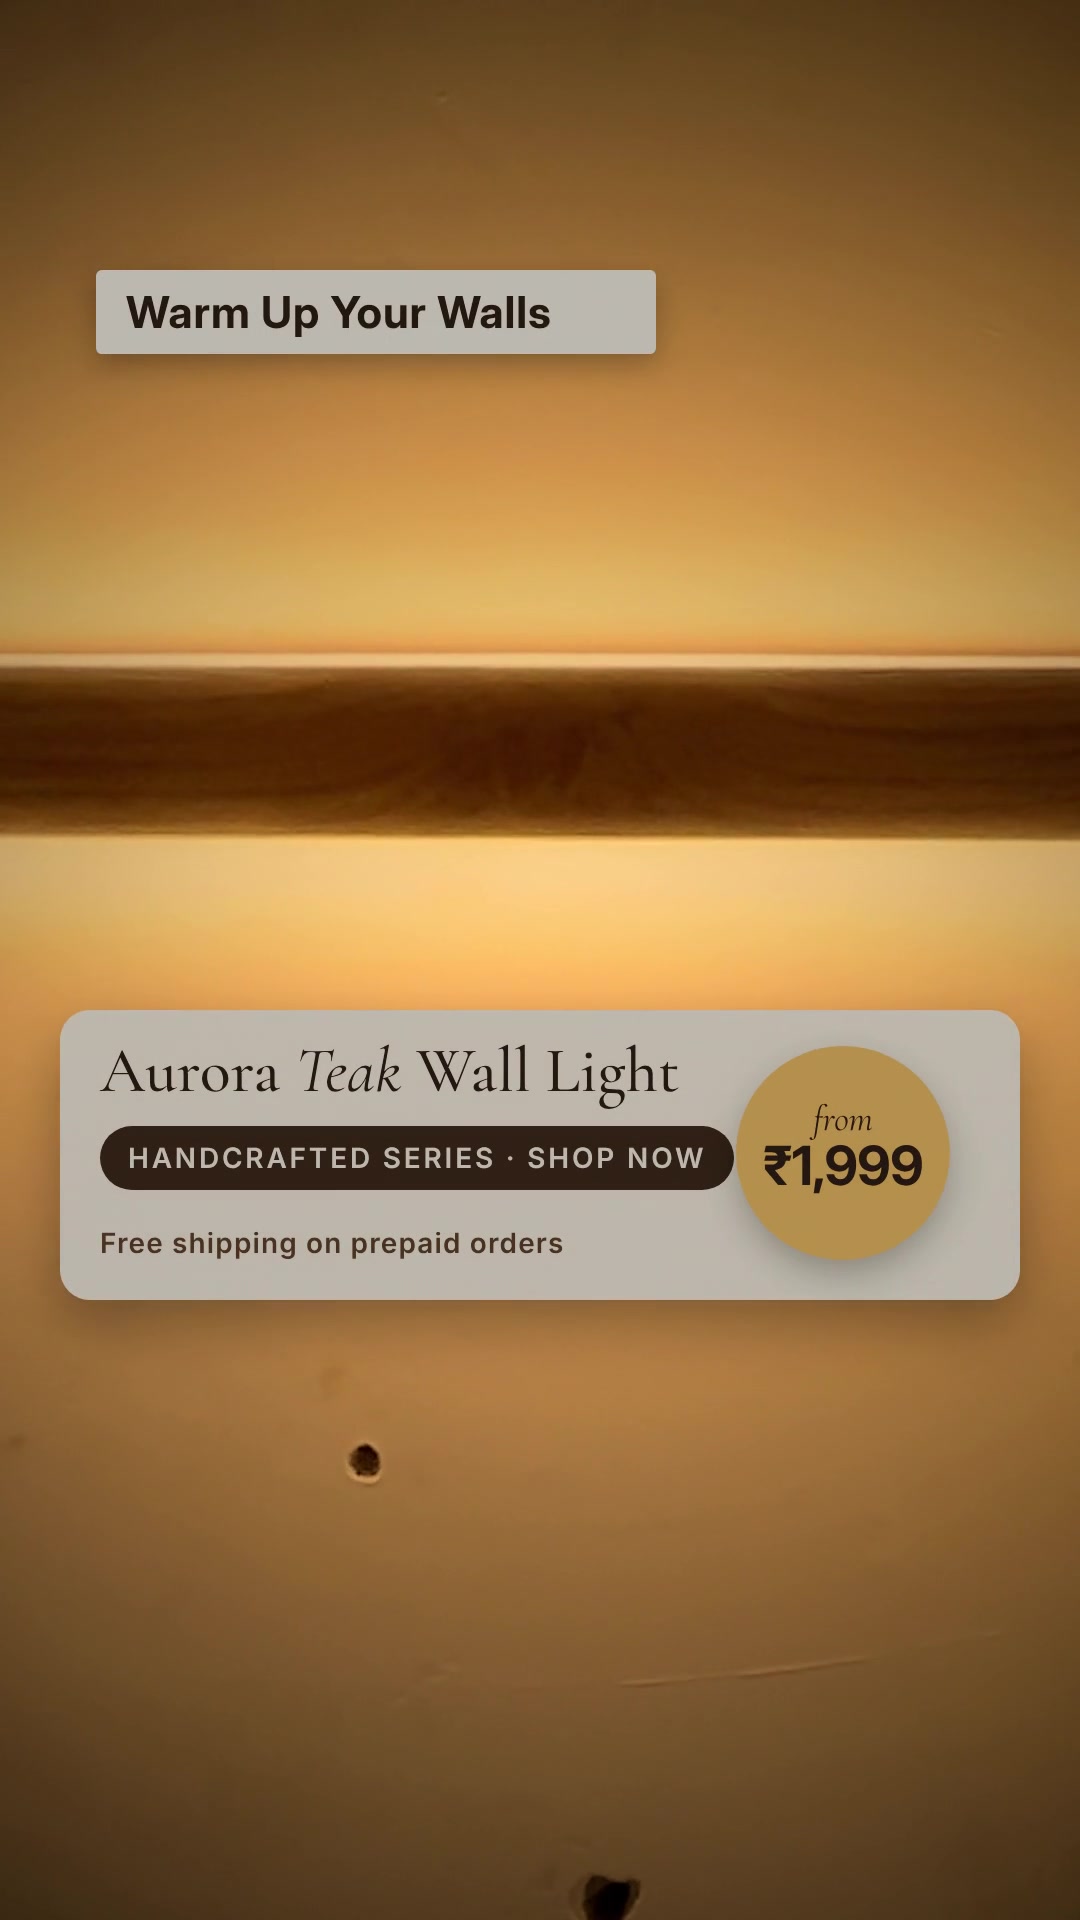 Warm Up Your Walls
Aurora Teak Wall Light
HANDCRAFTED SERIES · SHOP NOW
from
₹1,999
Free shipping on prepaid orders